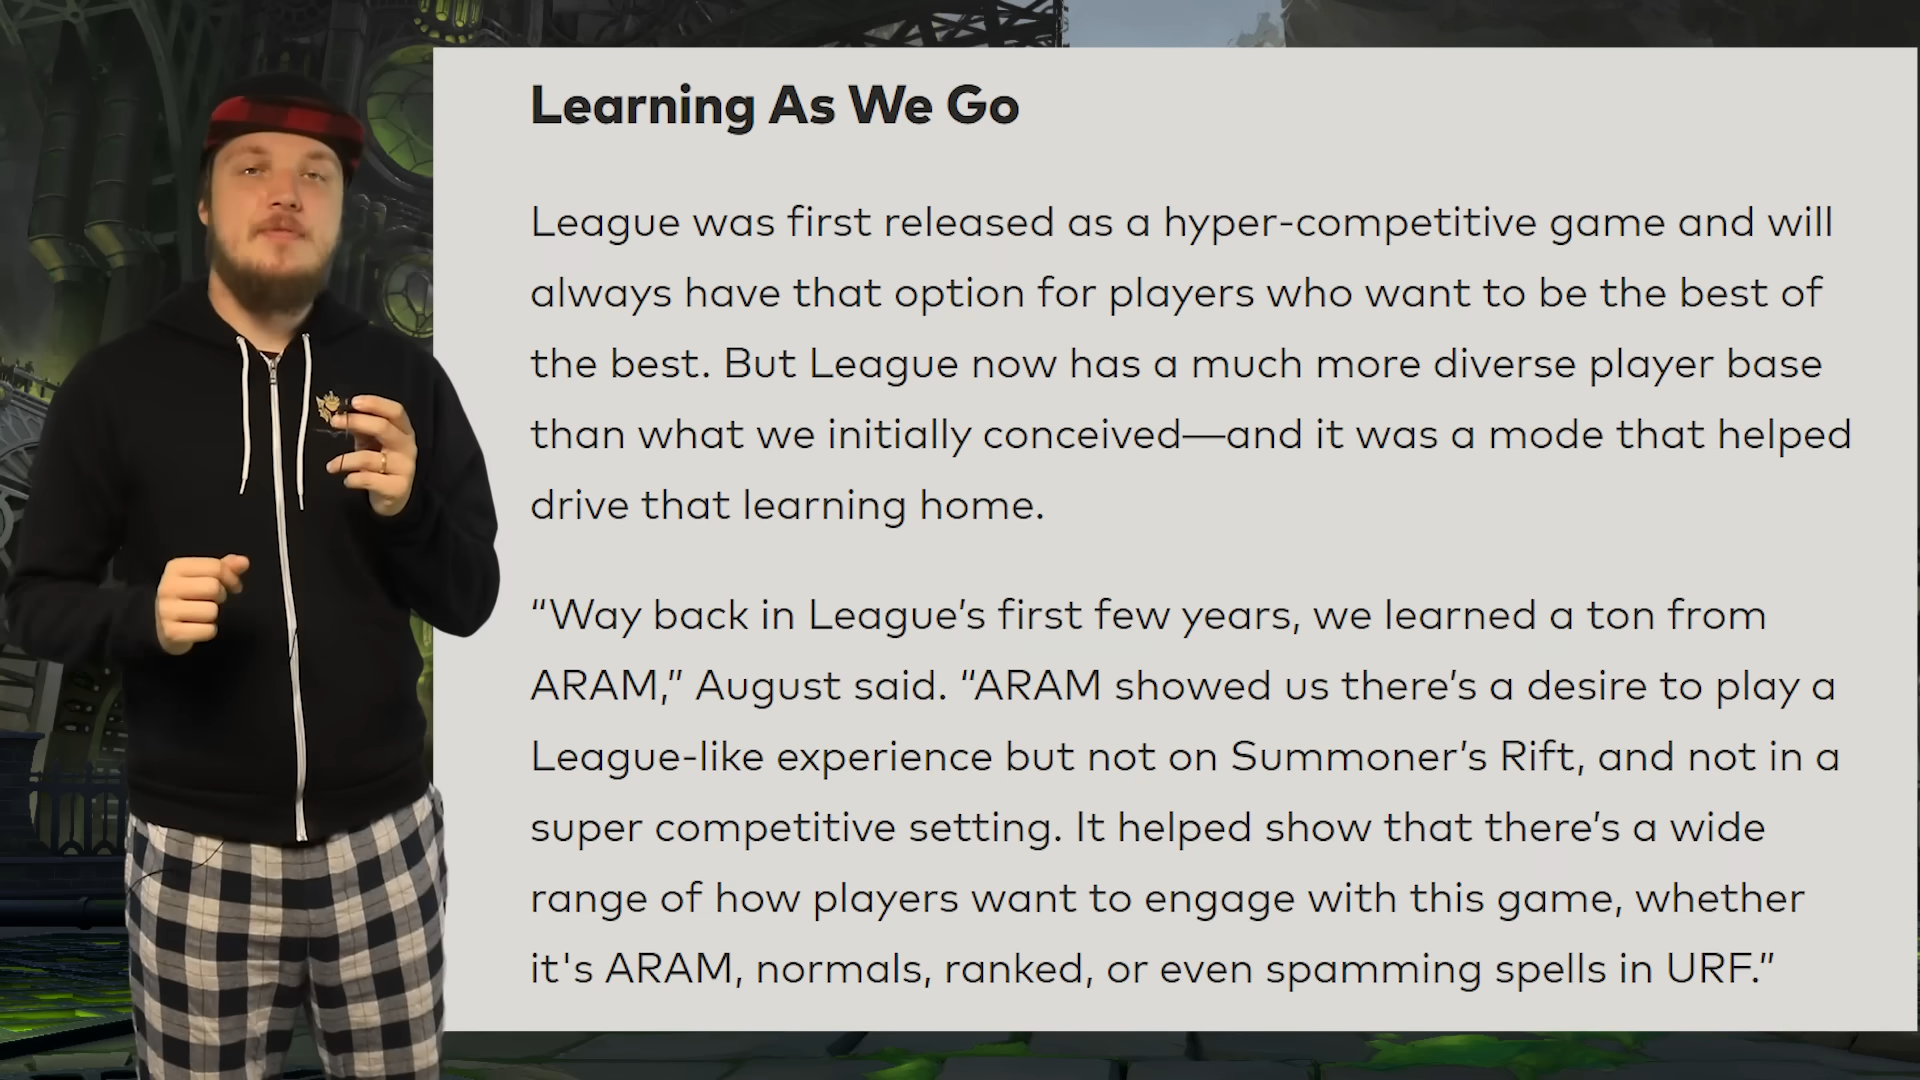 Learning As We Go
League was first released as a hyper-competitive game and will
always have that option for players who want to be the best of
the best. But League now has a much more diverse player base
than what we initially conceived—and it was a mode that helped
drive that learning home.
“Way back in League’s first few years, we learned a ton from
ARAM,” August said. “ARAM showed us there’s a desire to play a
League-like experience but not on Summoner’s Rift, and not in a
super competitive setting. It helped show that there’s a wide
range of how players want to engage with this game, whether
it's ARAM, normals, ranked, or even spamming spells in URF.”